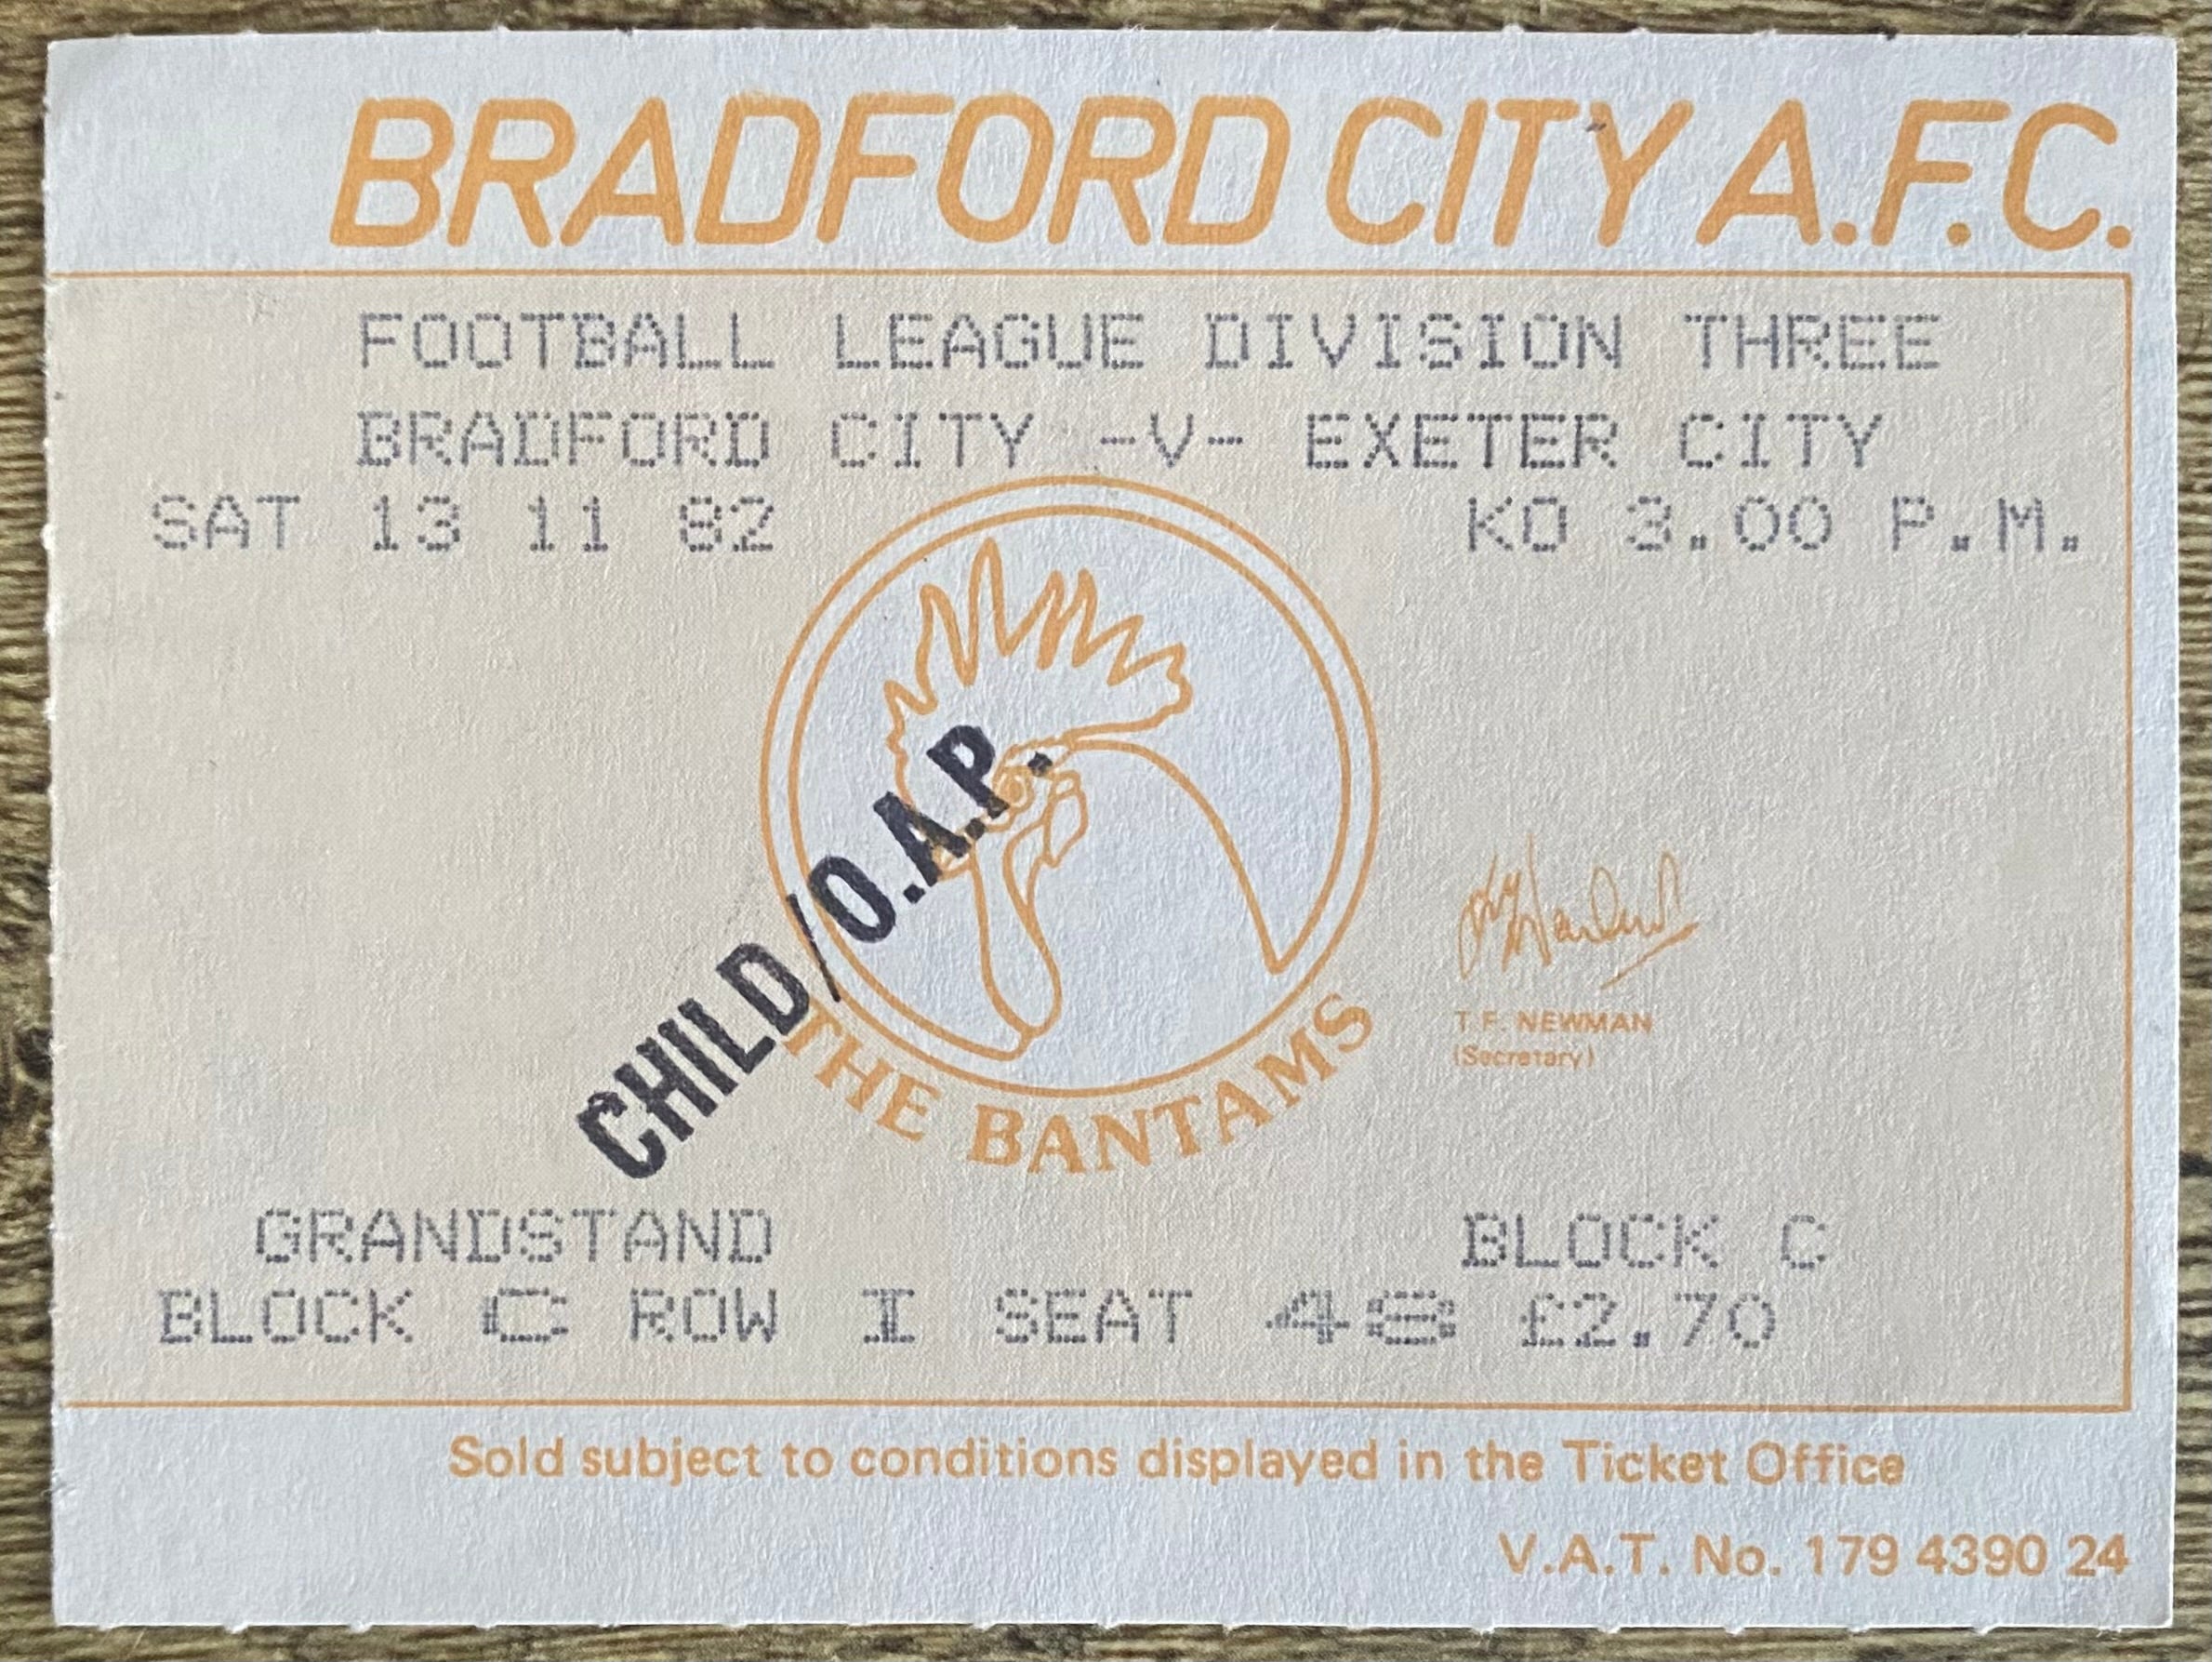 BRADFORD CITY A.F.C.
FOOTBALL LEAGUE DIVISION THREE
BRADFORD CITY -V- EXETER CITY
SAT 13 11 82 KO 3.00 P.M.
CHILD/O.A.P.
THE BANTAMS
T F. NEWMAN
(Secretary)
GRANDSTAND BLOCK C
BLOCK C ROW I SEAT 48 £2.70
Sold subject to conditions displayed in the Ticket Office
V.A.T. No. 179 4390 24